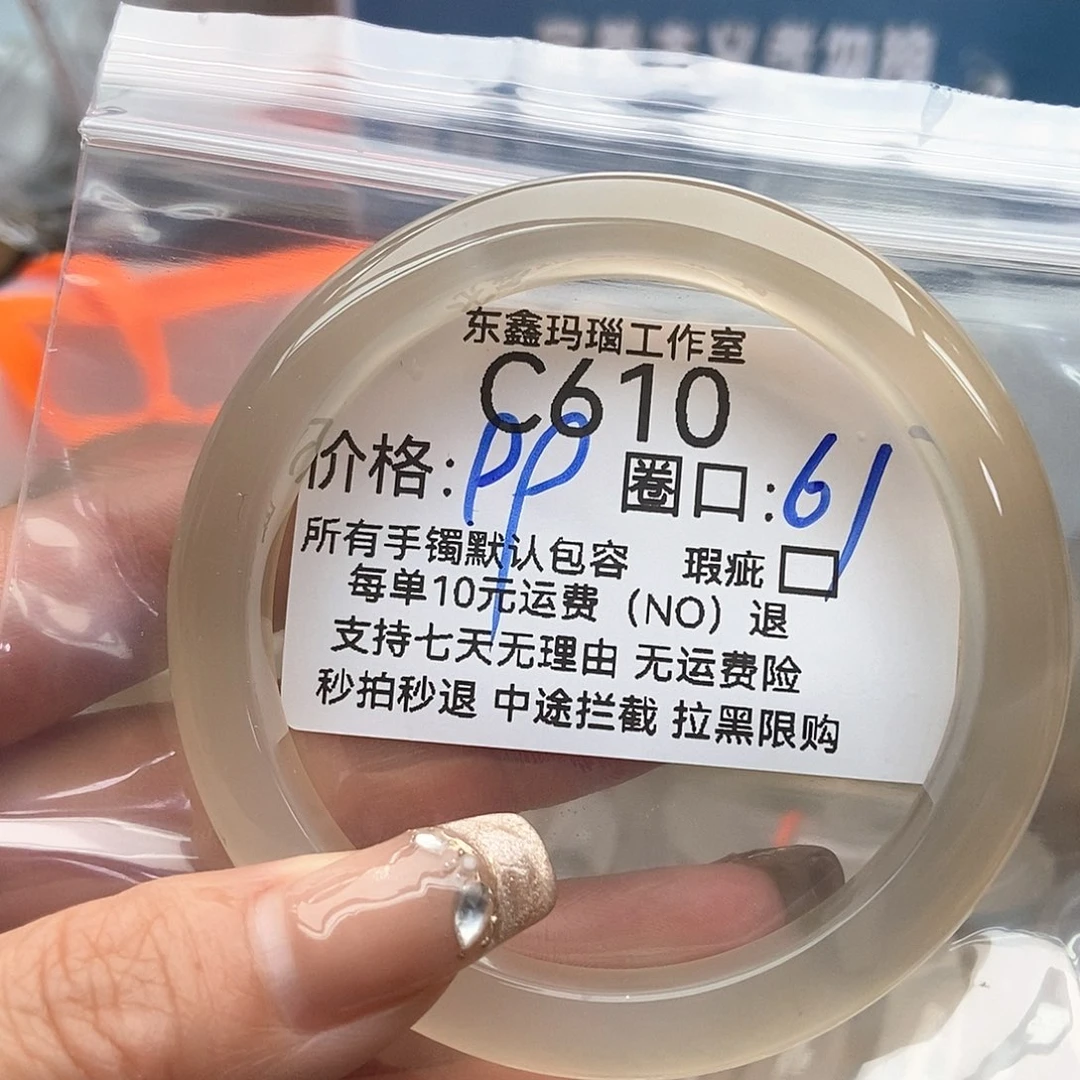 东鑫玛瑙工作室
C610
价格:PP 圈口:61
所有手镯默认包容 瑕疵
每单10元运费（NO）退
支持七天无理由 无运费险
秒拍秒退 中途拦截 拉黑限购